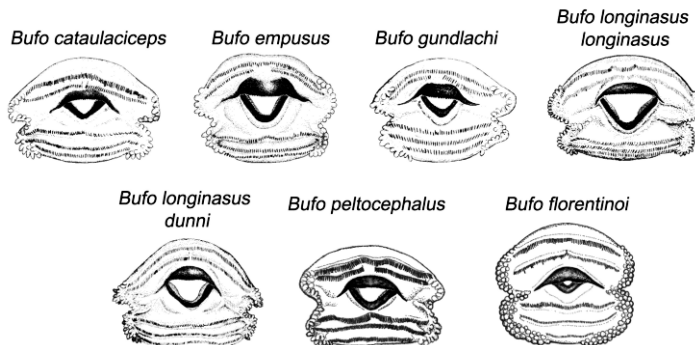 Bufo cataulaciceps
Bufo empusus
Bufo gundlachi
Bufo longinasus
longinasus
Bufo longinasus
dunni
Bufo peltocephalus
Bufo florentinoi